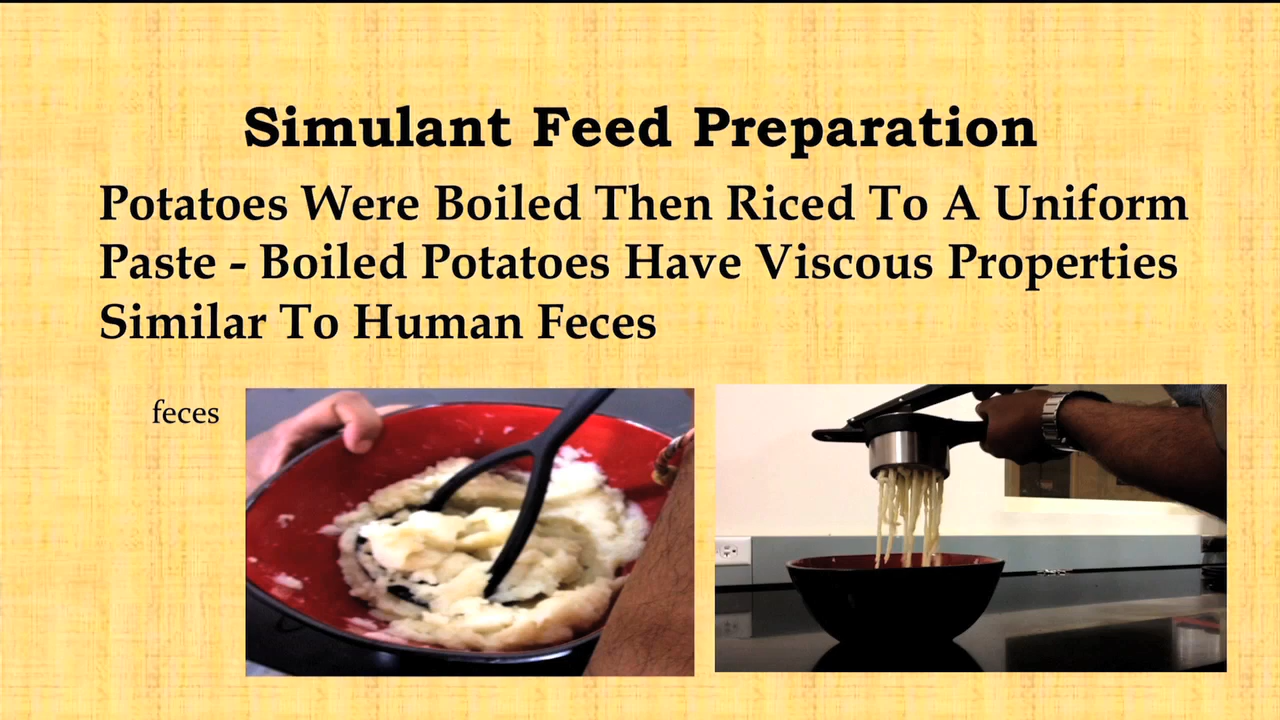 Simulant Feed Preparation
Potatoes Were Boiled Then Riced To A Uniform
Paste - Boiled Potatoes Have Viscous Properties
Similar To Human Feces
feces